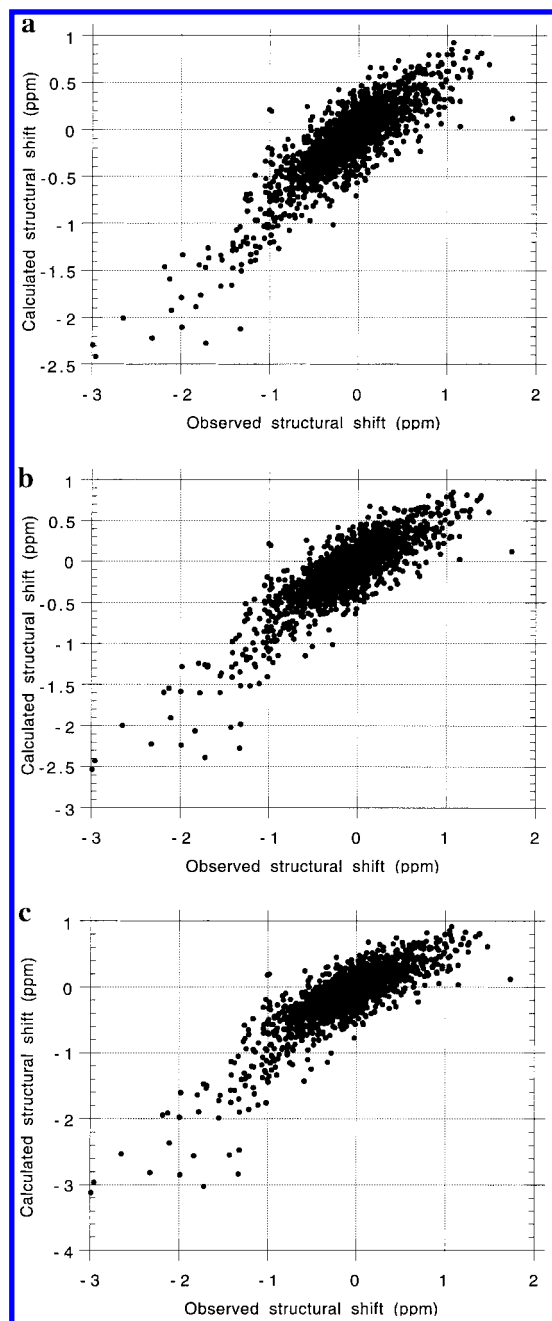 a
Calculated structural shift (ppm)
1
0.5
0
-0.5
-1
-1.5
-2
-2.5
-3 -2 -1 0 1 2
Observed structural shift (ppm)
b
Calculated structural shift (ppm)
1
0.5
0
-0.5
-1
-1.5
-2
-2.5
-3
-3 -2 -1 0 1 2
Observed structural shift (ppm)
c
Calculated structural shift (ppm)
1
0
-1
-2
-3
-4
-3 -2 -1 0 1 2
Observed structural shift (ppm)